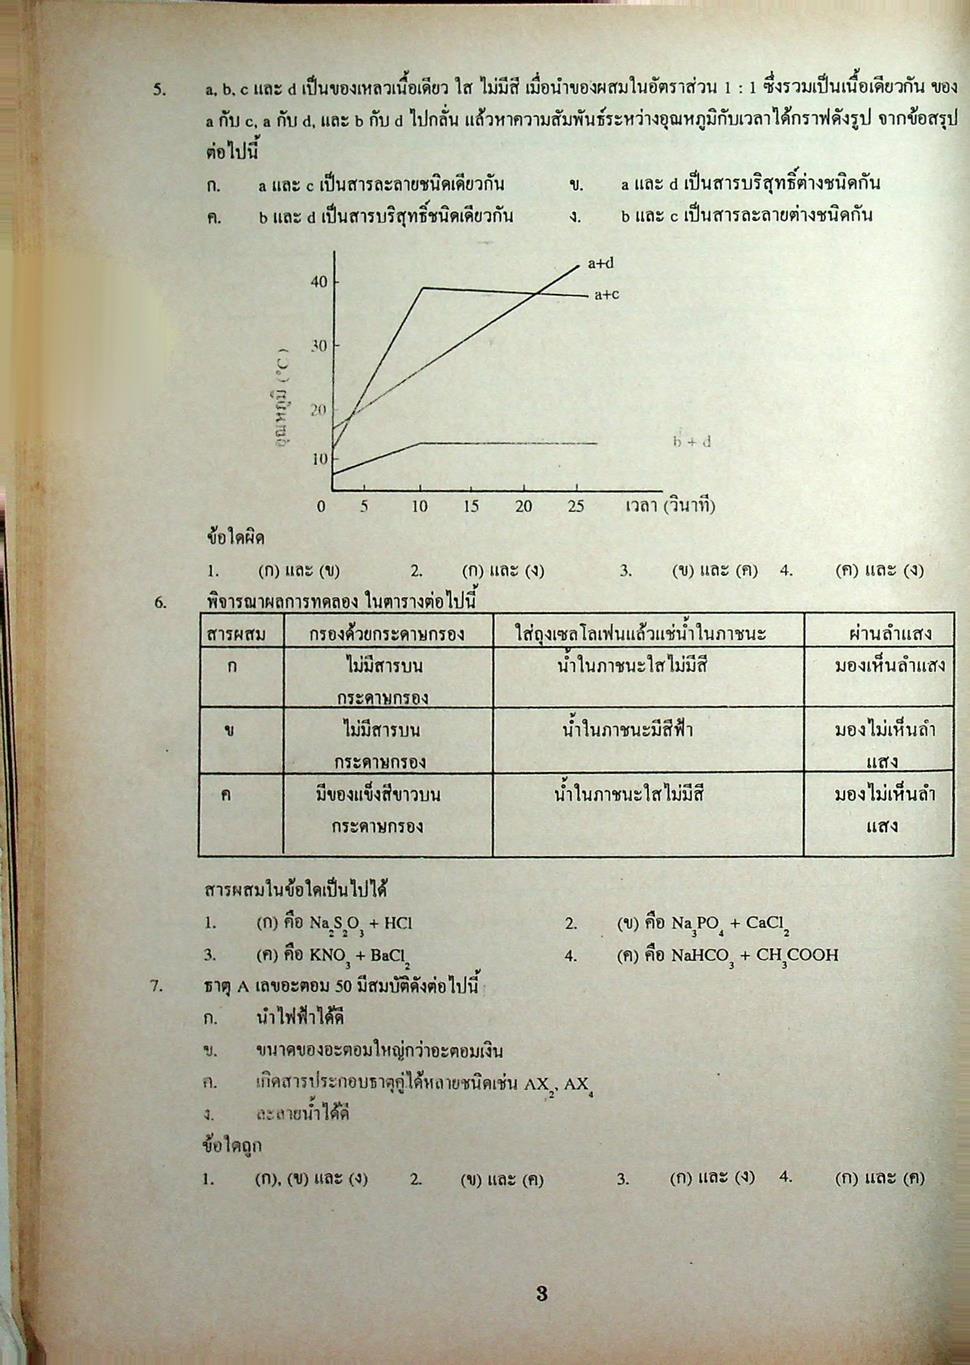 5. a, b, c และ d เป็นของเหลวเนื้อเดียว ใส ไม่มีสี เมื่อนำของผสมในอัตราส่วน 1 : 1 ซึ่งรวมเป็นเนื้อเดียวกัน ของ
a กับ c, a กับ d, และ b กับ d ไปกลั่น แล้วหาความสัมพันธ์ระหว่างอุณหภูมิกับเวลาได้กราฟดังรูป จากข้อสรุป
ต่อไปนี้
ก. a และ c เป็นสารละลายชนิดเดียวกัน ข. a และ d เป็นสารบริสุทธิ์ต่างชนิดกัน
ค. b และ d เป็นสารบริสุทธิ์ชนิดเดียวกัน ง. b และ c เป็นสารละลายต่างชนิดกัน
a+d
40
a+c
30
อุณหภูมิ (°C)
20
b + d
10
0 5 10 15 20 25 เวลา (วินาที)
ข้อใดผิด
1. (ก) และ (ข) 2. (ก) และ (ง) 3. (ข) และ (ค) 4. (ค) และ (ง)
6. พิจารณาผลการทดลอง ในตารางต่อไปนี้
สารผสม กรองด้วยกระดาษกรอง ใส่ถุงเซลโลเฟนแล้วแช่น้ำในภาชนะ ผ่านลำแสง
ก ไม่มีสารบน น้ำในภาชนะใสไม่มีสี มองเห็นลำแสง
กระดาษกรอง
ข ไม่มีสารบน น้ำในภาชนะมีสีฟ้า มองไม่เห็นลำ
กระดาษกรอง แสง
ค มีของแข็งสีขาวบน น้ำในภาชนะใสไม่มีสี มองไม่เห็นลำ
กระดาษกรอง แสง
สารผสมในข้อใดเป็นไปได้
1. (ก) คือ Na₂S₂O₃ + HCl 2. (ข) คือ Na₃PO₄ + CaCl₂
3. (ค) คือ KNO₃ + BaCl₂ 4. (ค) คือ NaHCO₃ + CH₃COOH
7. ธาตุ A เลขอะตอม 50 มีสมบัติดังต่อไปนี้
ก. นำไฟฟ้าได้ดี
ข. ขนาดของอะตอมใหญ่กว่าอะตอมเงิน
ค. เกิดสารประกอบธาตุคู่ได้หลายชนิดเช่น AX₂, AX₄
ง. ละลายน้ำได้ดี
ข้อใดถูก
1. (ก), (ข) และ (ง) 2. (ข) และ (ค) 3. (ก) และ (ง) 4. (ก) และ (ค)
3